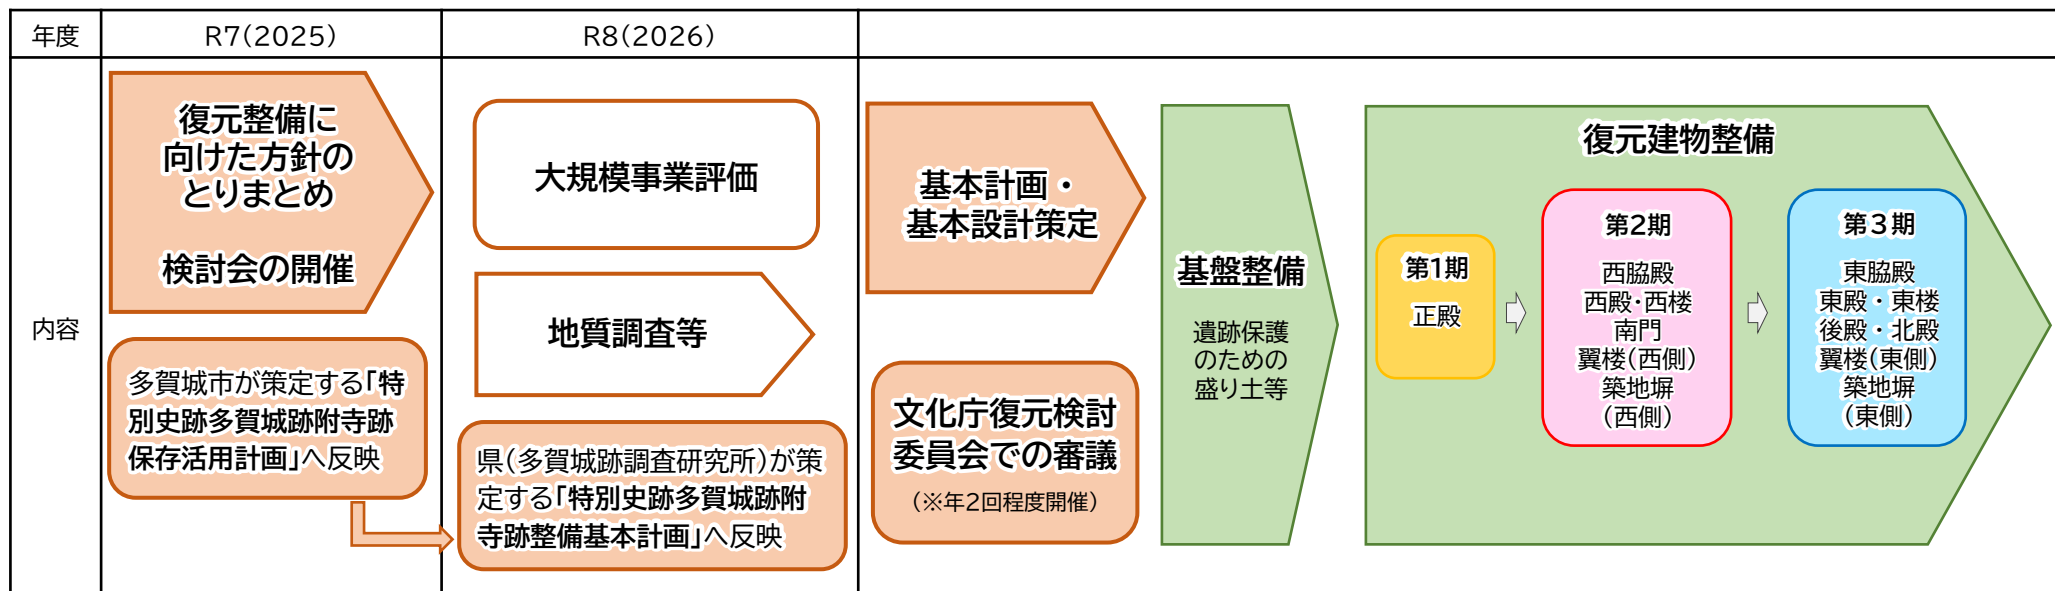 年度
R7(2025)
R8(2026)
内容
復元整備に
向けた方針の
とりまとめ
検討会の開催
多賀城市が策定する「特
別史跡多賀城跡附寺跡
保存活用計画」へ反映
大規模事業評価
地質調査等
県(多賀城跡調査研究所)が策
定する「特別史跡多賀城跡附
寺跡整備基本計画」へ反映
基本計画・
基本設計策定
文化庁復元検討
委員会での審議
(※年2回程度開催)
基盤整備
遺跡保護
のための
盛り土等
復元建物整備
第1期
正殿
第2期
西脇殿
西殿・西楼
南門
翼楼(西側)
築地塀
(西側)
第3期
東脇殿
東殿・東楼
後殿・北殿
翼楼(東側)
築地塀
(東側)